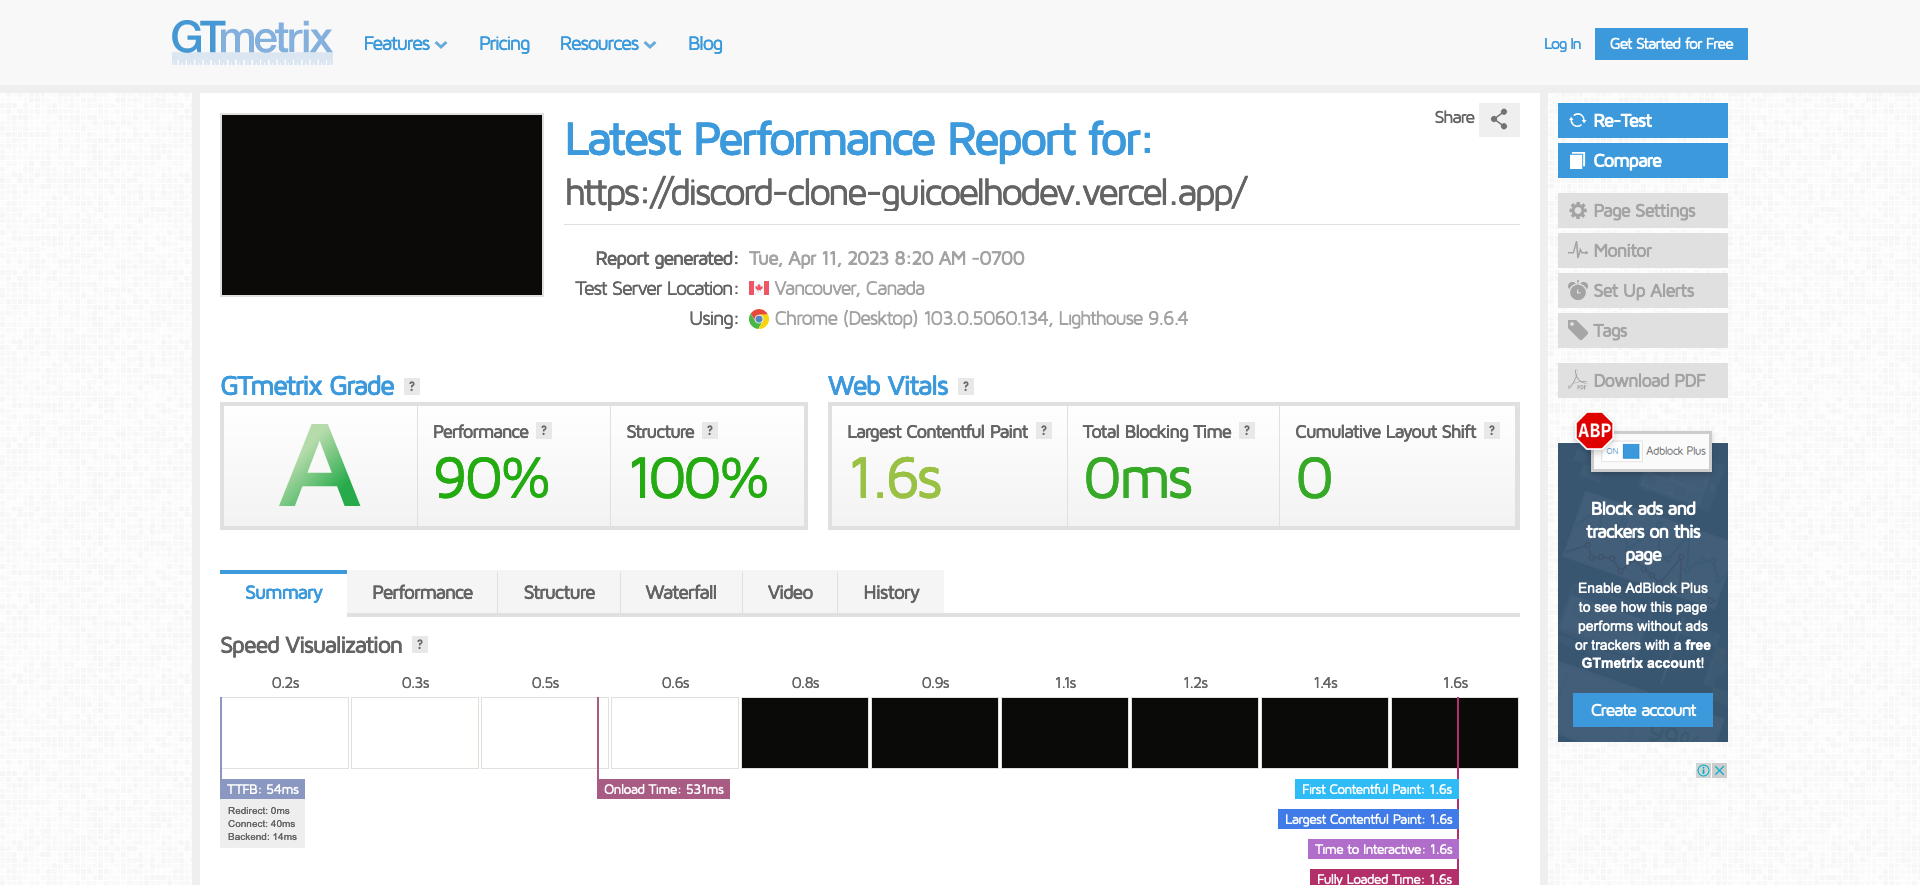 GTmetrix
Features
Pricing
Resources
Blog
Log In
Get Started for Free
Latest Performance Report for:
https://discord-clone-guicoelhodev.vercel.app/
Share
Report generated: Tue, Apr 11, 2023 8:20 AM -0700
Test Server Location: Vancouver, Canada
Using: Chrome (Desktop) 103.0.5060.134, Lighthouse 9.6.4
GTmetrix Grade ?
A
Performance ?
90%
Structure ?
100%
Web Vitals ?
Largest Contentful Paint ?
1.6s
Total Blocking Time ?
0ms
Cumulative Layout Shift ?
0
Summary
Performance
Structure
Waterfall
Video
History
Speed Visualization ?
0.2s
0.3s
0.5s
0.6s
0.8s
0.9s
1.1s
1.2s
1.4s
1.6s
TTFB: 54ms
Redirect: 0ms
Connect: 40ms
Backend: 14ms
Onload Time: 531ms
First Contentful Paint: 1.6s
Largest Contentful Paint: 1.6s
Time to Interactive: 1.6s
Fully Loaded Time: 1.6s
Re-Test
Compare
Page Settings
Monitor
Set Up Alerts
Tags
PDF
Download PDF
ABP
ON
Adblock Plus
Block ads and
trackers on this
page
Enable AdBlock Plus
to see how this page
performs without ads
or trackers with a free
GTmetrix account!
Create account